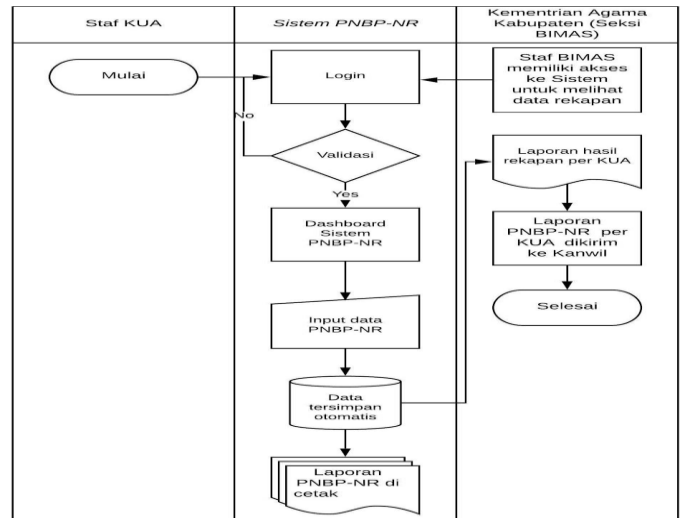 Staf KUA
Sistem PNBP-NR
Kementrian Agama
Kabupaten (Seksi
BIMAS)
Mulai
Login
Staf BIMAS
memiliki akses
ke Sistem
untuk melihat
data rekapan
No
Validasi
Yes
Laporan hasil
rekapan per KUA
Dashboard
Sistem
PNBP-NR
Laporan
PNBP-NR per
KUA dikirim
ke Kanwil
Input data
PNBP-NR
Selesai
Data
tersimpan
otomatis
Laporan
PNBP-NR di
cetak